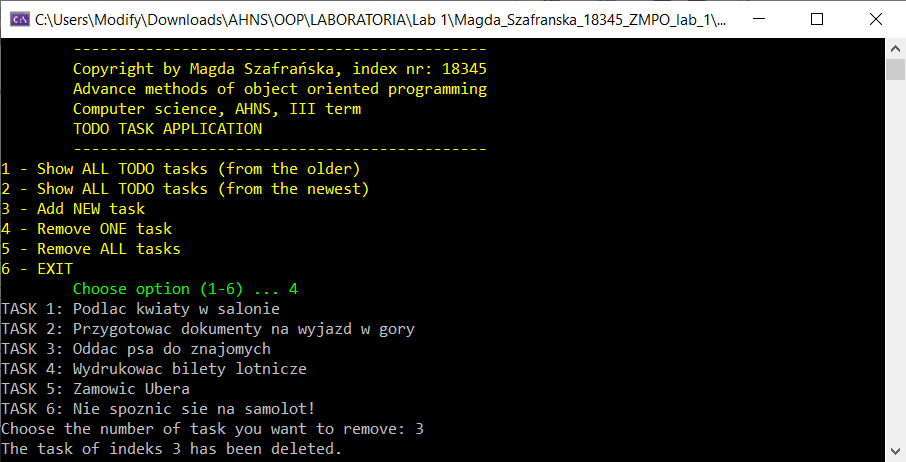 C:\Users\Modify\Downloads\AHNS\OOP\LABORATORIA\Lab 1\Magda_Szafranska_18345_ZMPO_lab_1\...
----------------------------------------------
Copyright by Magda Szafrańska, index nr: 18345
Advance methods of object oriented programming
Computer science, AHNS, III term
TODO TASK APPLICATION
----------------------------------------------
1 - Show ALL TODO tasks (from the older)
2 - Show ALL TODO tasks (from the newest)
3 - Add NEW task
4 - Remove ONE task
5 - Remove ALL tasks
6 - EXIT
Choose option (1-6) ... 4
TASK 1: Podlac kwiaty w salonie
TASK 2: Przygotowac dokumenty na wyjazd w gory
TASK 3: Oddac psa do znajomych
TASK 4: Wydrukowac bilety lotnicze
TASK 5: Zamowic Ubera
TASK 6: Nie spoznic sie na samolot!
Choose the number of task you want to remove: 3
The task of indeks 3 has been deleted.